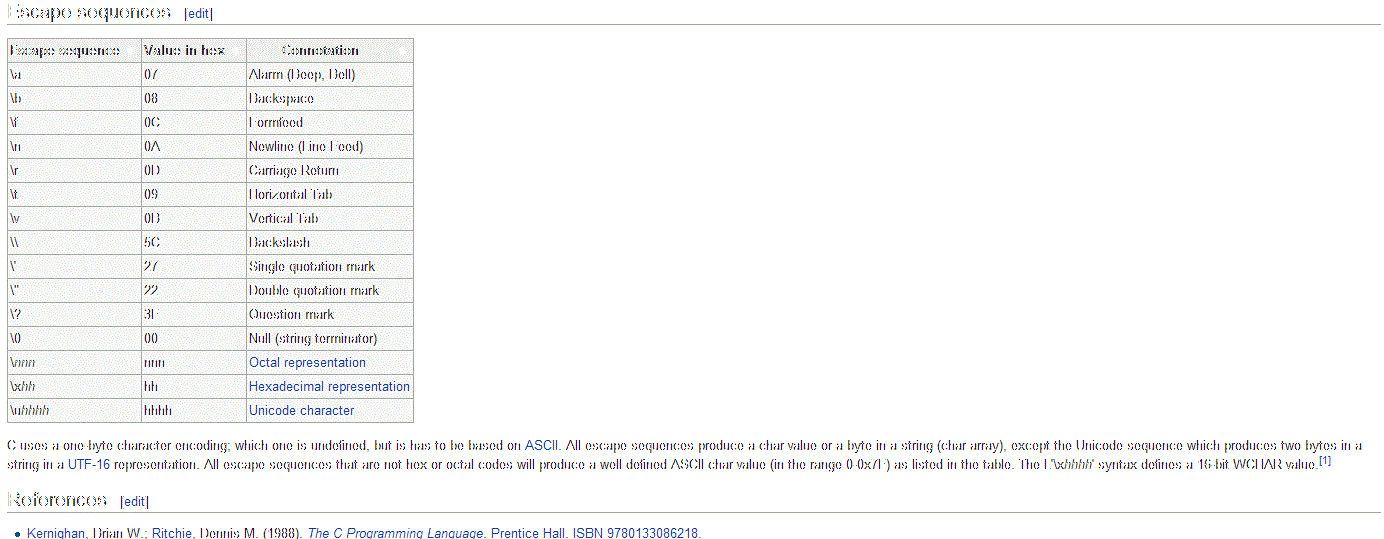 Escape sequences [edit]
Escape sequence Value in hex Connotation
\a 07 Alarm (Beep, Bell)
\b 08 Backspace
\f 0C Formfeed
\n 0A Newline (Line Feed)
\r 0D Carriage Return
\t 09 Horizontal Tab
\v 0B Vertical Tab
\\ 5C Backslash
\' 27 Single quotation mark
\" 22 Double quotation mark
\? 3F Question mark
\0 00 Null (string terminator)
\nnn nnn Octal representation
\xhh hh Hexadecimal representation
\uhhhh hhhh Unicode character
C uses a one-byte character encoding; which one is undefined, but is has to be based on ASCII. All escape sequences produce a char value or a byte in a string (char array), except the Unicode sequence which produces two bytes in a
string in a UTF-16 representation. All escape sequences that are not hex or octal codes will produce a well defined ASCII char value (in the range 0-0x7F) as listed in the table. The L'\xhhhh' syntax defines a 16-bit WCHAR value.[1]
References [edit]
• Kernighan, Brian W.; Ritchie, Dennis M. (1988). The C Programming Language. Prentice Hall. ISBN 9780133086218.